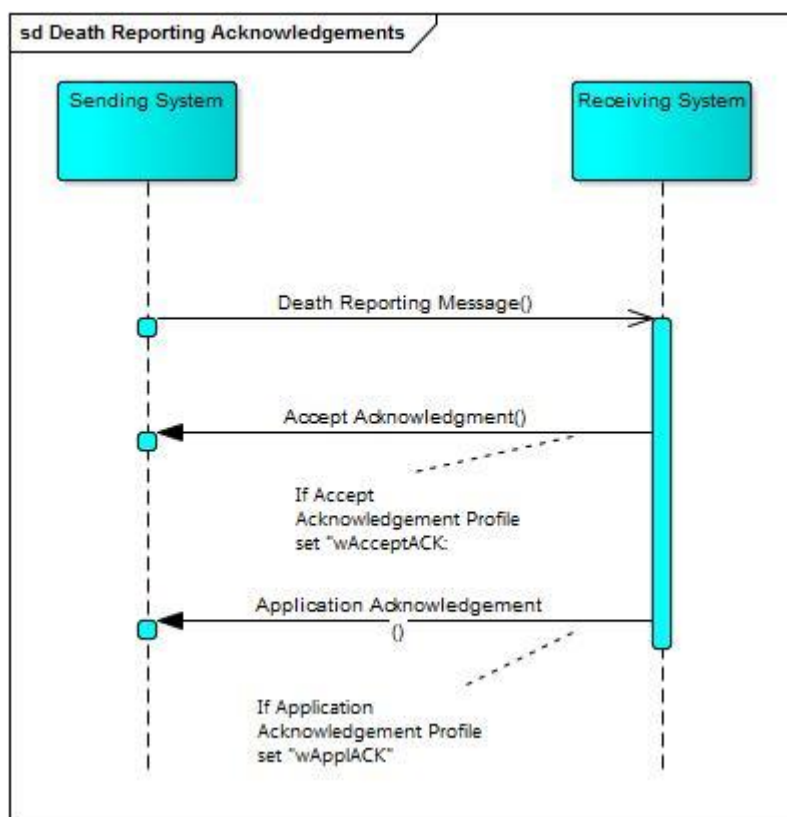 sd Death Reporting Acknowledgements
Sending System
Receiving System
Death Reporting Message()
Accept Acknowledgment()
If Accept
Acknowledgement Profile
set "wAcceptACK:
Application Acknowledgement
()
If Application
Acknowledgement Profile
set "wApplACK"